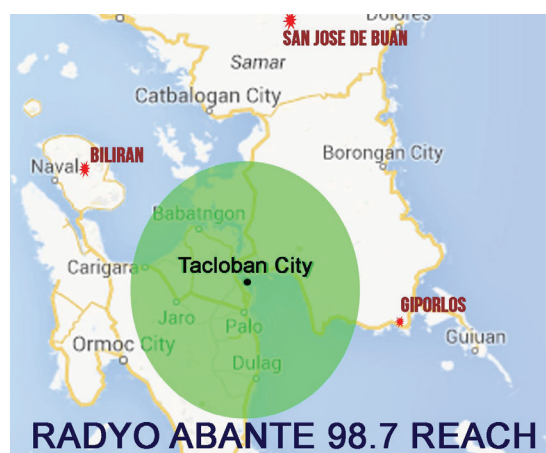 Dolores
SAN JOSE DE BUAN
Samar
Catbalogan City
Borongan City
BILIRAN
Naval
Babatngon
Carigara
Tacloban City
GIPORLOS
Jaro
Palo
Guiuan
Ormoc City
Dulag
RADYO ABANTE 98.7 REACH